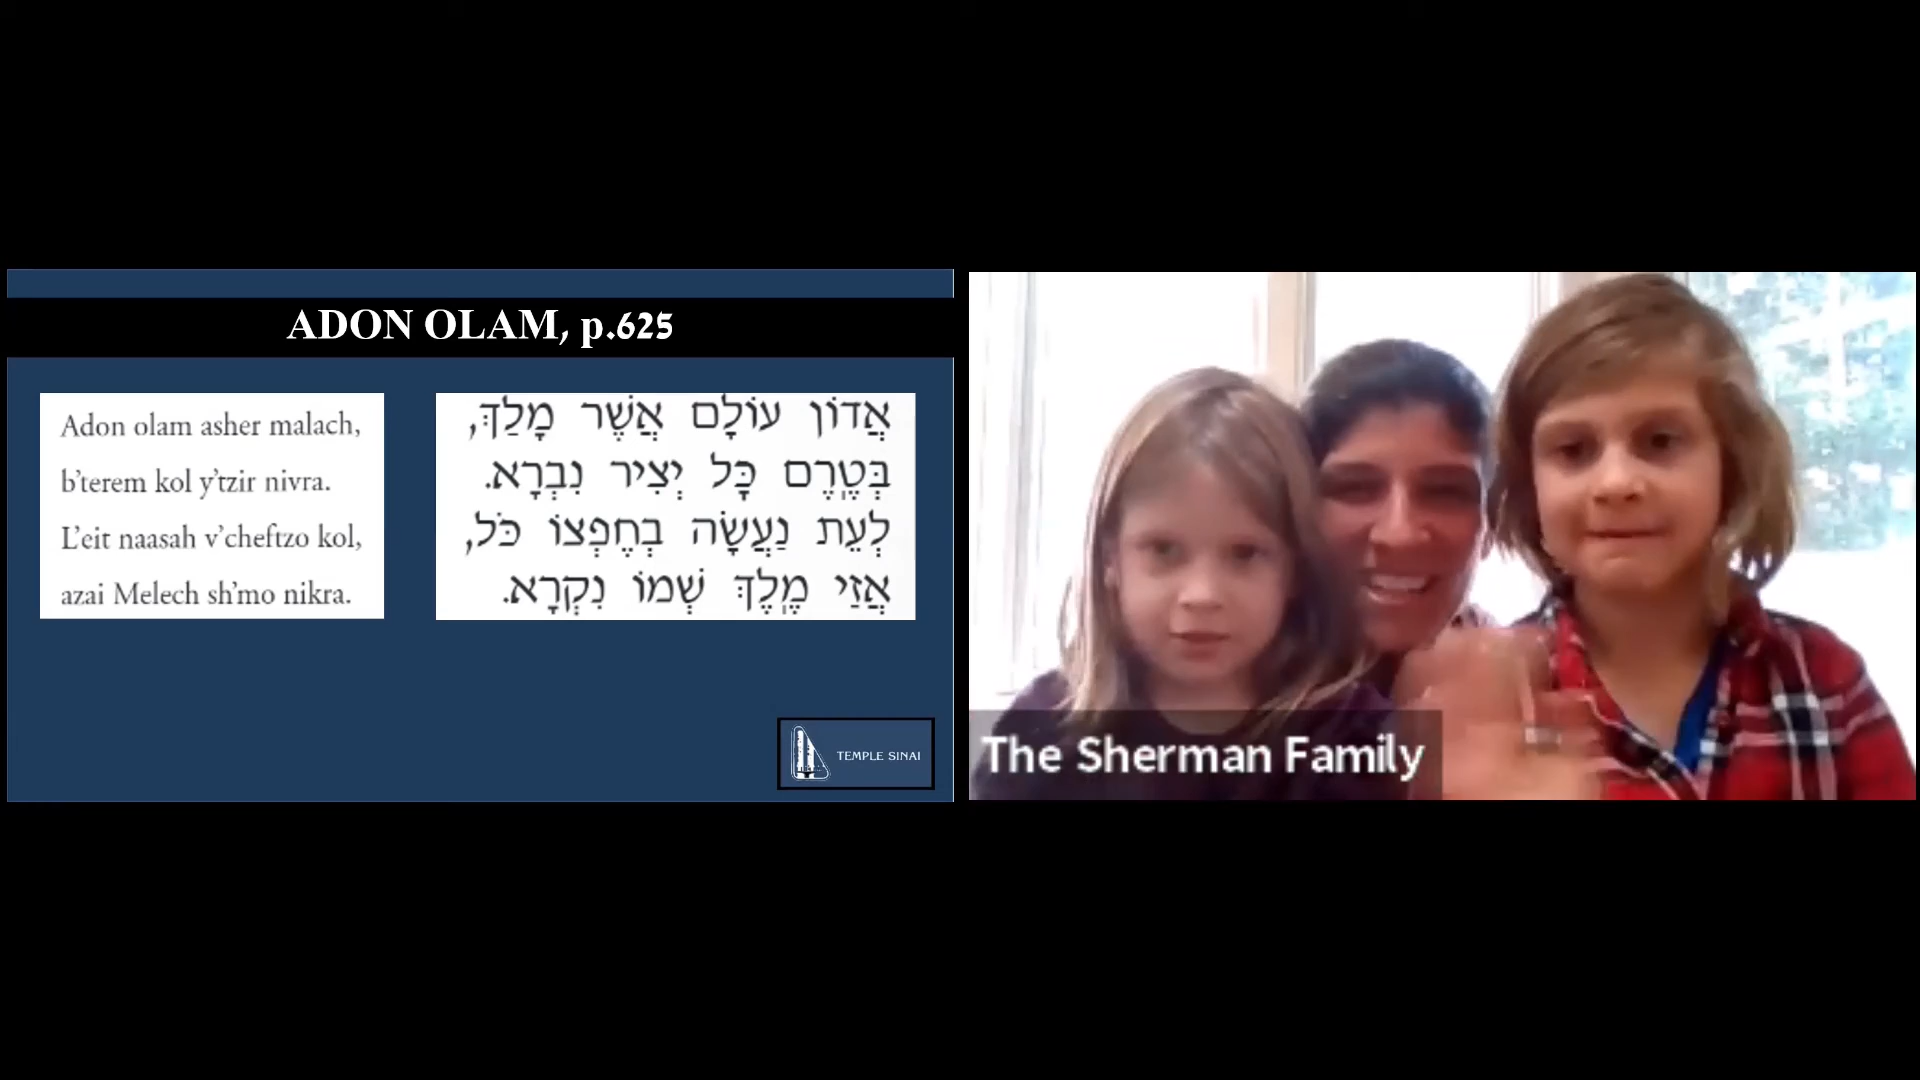 ADON OLAM, p.625
Adon olam asher malach,
b’terem kol y’tzir nivra.
L’eit naasah v’cheftzo kol,
azai Melech sh’mo nikra.
אֲדוֹן עוֹלָם אֲשֶׁר מָלַךְ,
בְּטֶֽרֶם כָּל יְצִיר נִבְרָא.
לְעֵת נַעֲשָׂה בְחֶפְצוֹ כֹּל,
אֲזַי מֶֽלֶךְ שְׁמוֹ נִקְרָא.
TEMPLE SINAI
The Sherman Family